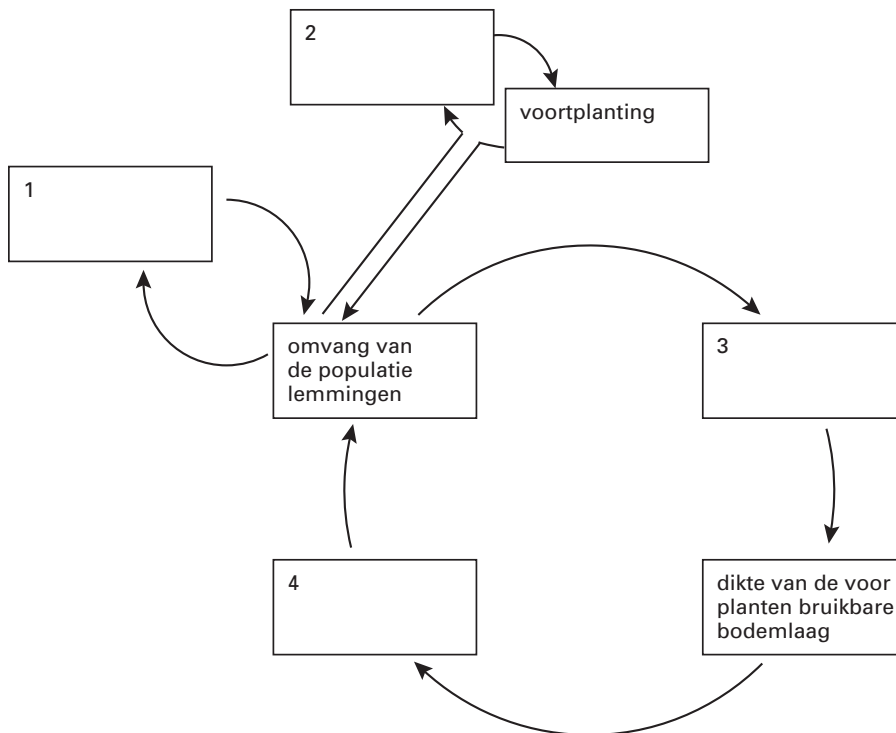 2
voortplanting
1
omvang van
de populatie
lemmingen
3
4
dikte van de voor
planten bruikbare
bodemlaag